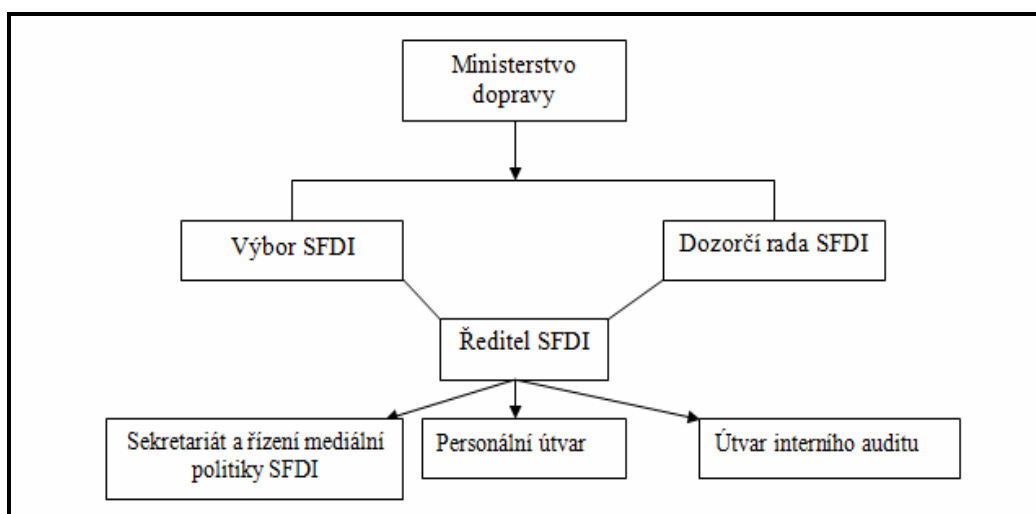 Ministerstvo
dopravy
Výbor SFDI
Dozorčí rada SFDI
Ředitel SFDI
Sekretariát a řízení mediální
politiky SFDI
Personální útvar
Útvar interního auditu